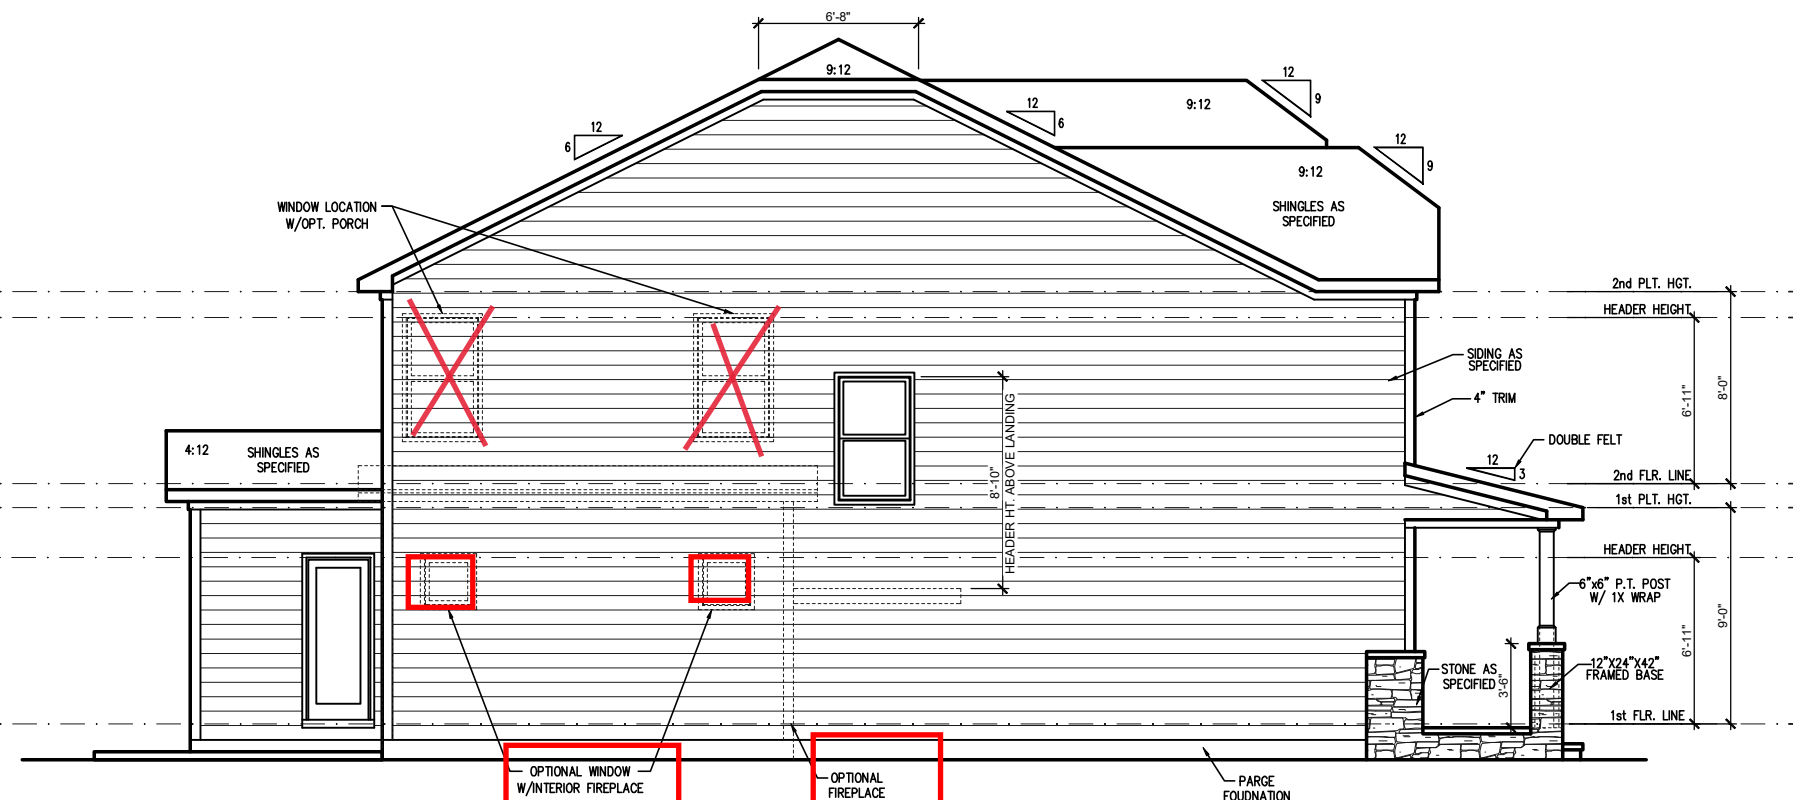 6'-8"
9:12
12
9
9:12
12
6
12
6
12
9
9:12
SHINGLES AS
SPECIFIED
WINDOW LOCATION
W/OPT. PORCH
2nd PLT. HGT.
HEADER HEIGHT
SIDING AS
SPECIFIED
4" TRIM
6'-11"
8'-0"
HEADER HT. ABOVE LANDING
8'-10"
DOUBLE FELT
12
3
4:12
SHINGLES AS
SPECIFIED
2nd FLR. LINE
1st PLT. HGT.
HEADER HEIGHT
6"x6" P.T. POST
W/ 1X WRAP
6'-11"
9'-0"
STONE AS
SPECIFIED
3'-6"
12"X24"X42"
FRAMED BASE
1st FLR. LINE
OPTIONAL WINDOW
W/INTERIOR FIREPLACE
OPTIONAL
FIREPLACE
PARGE
FOUDNATION